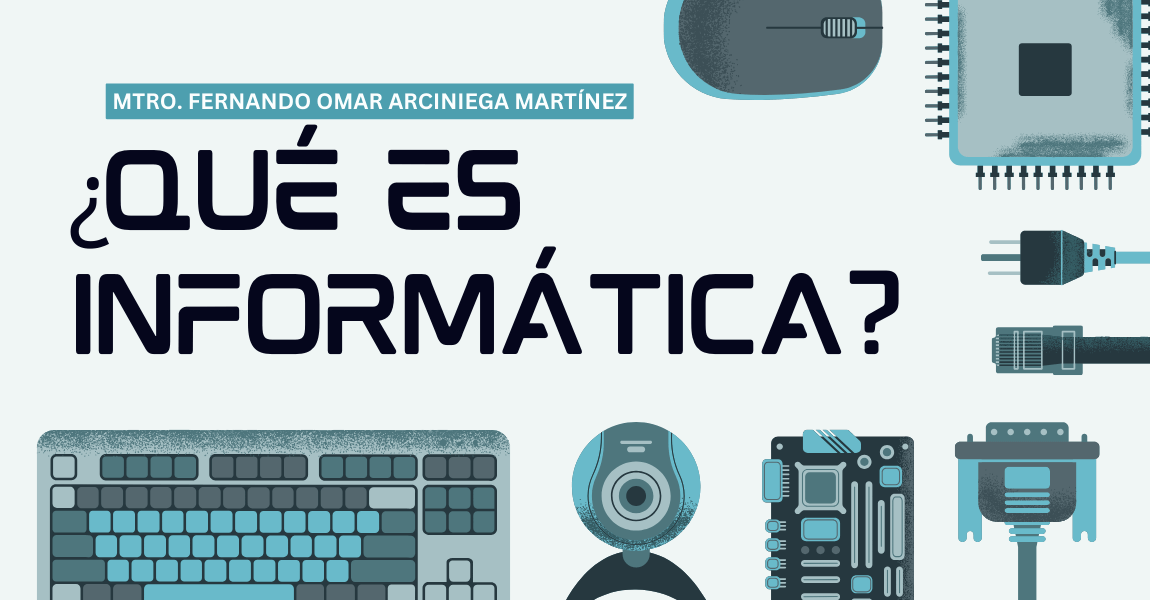 MTRO. FERNANDO OMAR ARCINIEGA MARTÍNEZ
¿QUÉ ES
INFORMÁTICA?